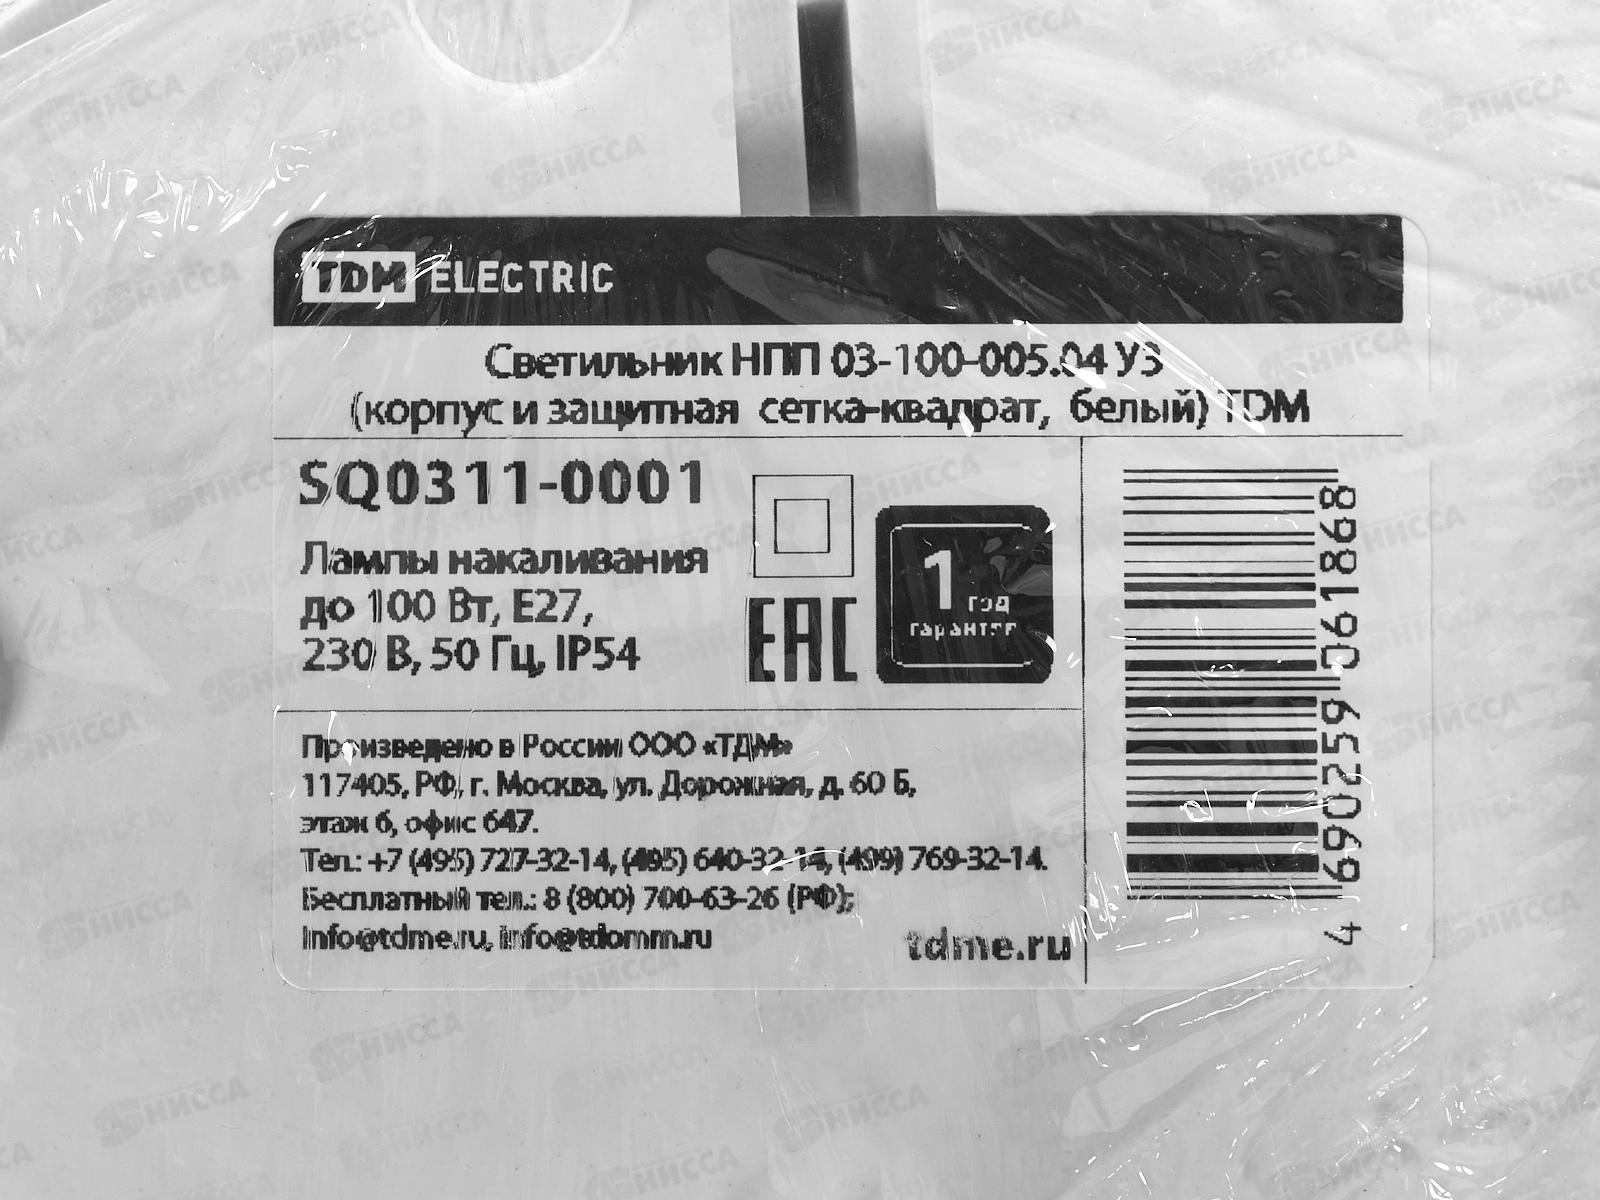 TDM ELECTRIC
Светильник НПП 03-100-005.04 У3
(корпус и защитная сетка-квадрат, белый) TDM
SQ0311-0001
Лампы накаливания
до 100 Вт, Е27,
230 В, 50 Гц, IP54
ЕАС
1 год
гарантии
Произведено в России ООО «ТДМ»
117405, РФ, г. Москва, ул. Дорожная, д. 60 Б,
этаж 6, офис 647.
Тел.: +7 (495) 727-32-14, (495) 640-32-14, (499) 769-32-14.
Бесплатный тел.: 8 (800) 700-63-26 (РФ);
info@tdme.ru, info@tdomm.ru
tdme.ru
4 690259 061868
НИССА